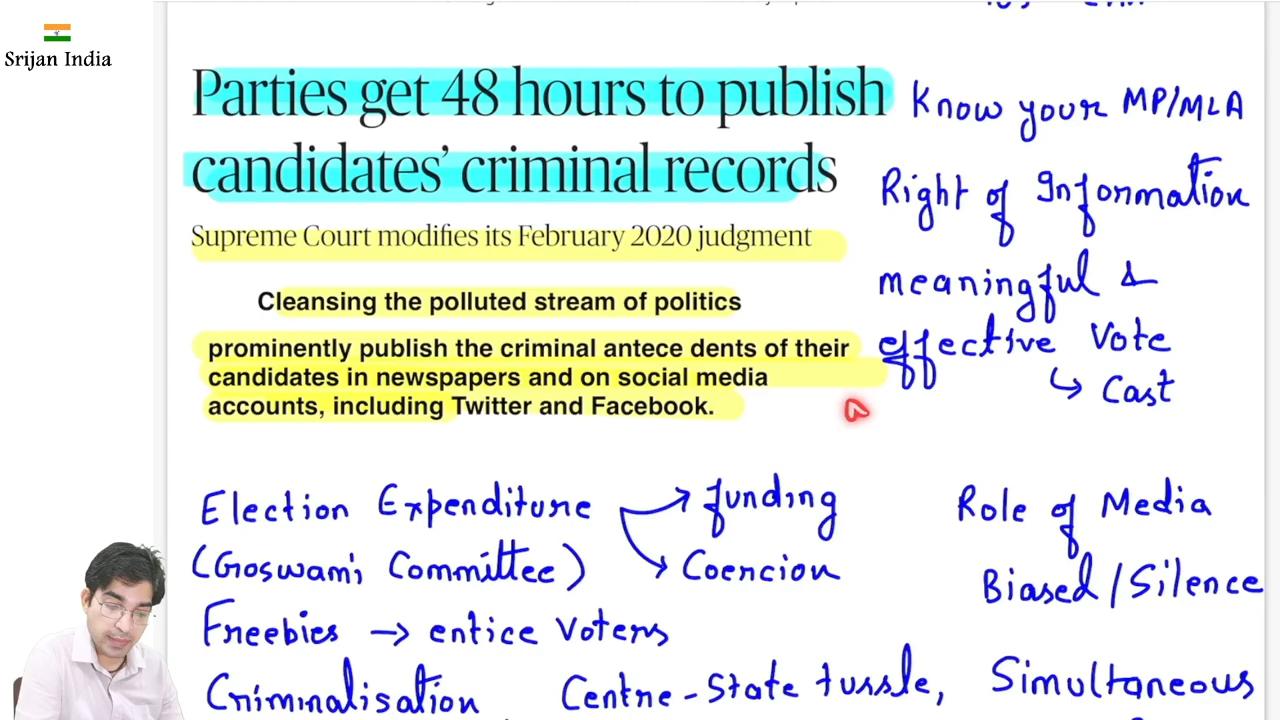 Srijan India
Parties get 48 hours to publish
candidates' criminal records
Supreme Court modifies its February 2020 judgment
Cleansing the polluted stream of politics
prominently publish the criminal antece dents of their
candidates in newspapers and on social media
accounts, including Twitter and Facebook.
Know your MP/MLA
Right of Information
meaningful &
effective Vote
↳ Cast
Election Expenditure → funding
(Goswami Committee) → Coercion
Freebies → entice Voters
Role of Media
Biased / Silence
Criminalisation Centre-State tussle, Simultaneous